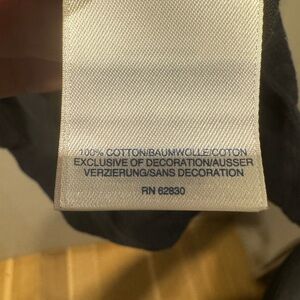 100% COTTON/BAUMWOLLE/COTON
EXCLUSIVE OF DECORATION/AUSSER
VERZIERUNG/SANS DECORATION
RN 62830